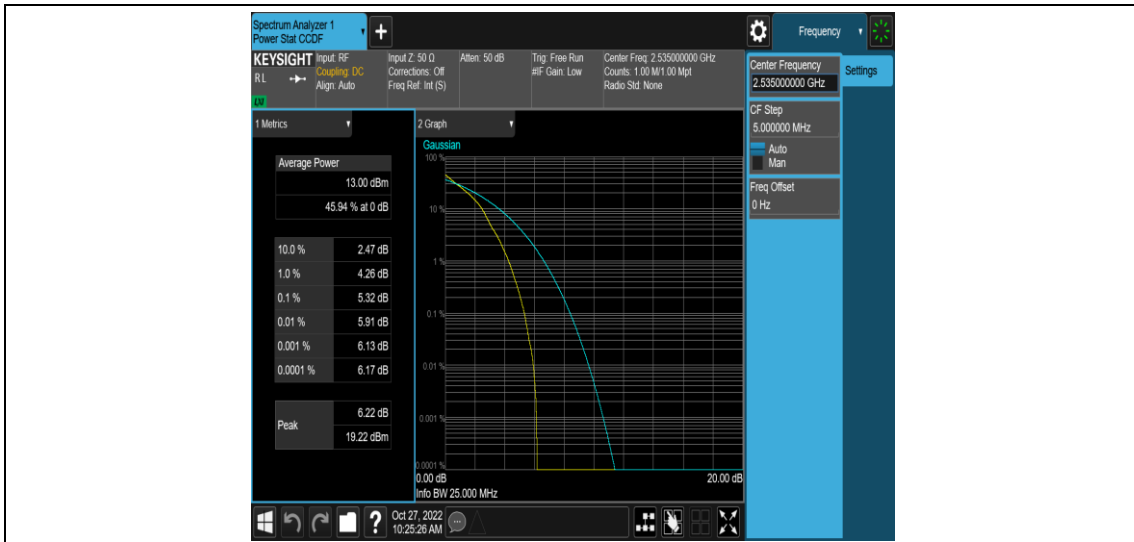 Spectrum Analyzer 1
Power Stat CCDF
+
Frequency
KEYSIGHT
RL
LXI
Input: RF
Coupling: DC
Align: Auto
Input Z: 50 Ω
Corrections: Off
Freq Ref: Int (S)
Atten: 50 dB
Trig: Free Run
#IF Gain: Low
Center Freq: 2.535000000 GHz
Counts: 1.00 M/1.00 Mpt
Radio Std: None
Center Frequency
2.535000000 GHz
Settings
CF Step
5.000000 MHz
Auto
Man
Freq Offset
0 Hz
1 Metrics
Average Power
13.00 dBm
45.94 % at 0 dB
10.0 % 2.47 dB
1.0 % 4.26 dB
0.1 % 5.32 dB
0.01 % 5.91 dB
0.001 % 6.13 dB
0.0001 % 6.17 dB
Peak
6.22 dB
19.22 dBm
2 Graph
Gaussian
100 %
10 %
1 %
0.1 %
0.01 %
0.001 %
0.0001 %
0.00 dB 20.00 dB
Info BW 25.000 MHz
?
Oct 27, 2022
10:25:26 AM